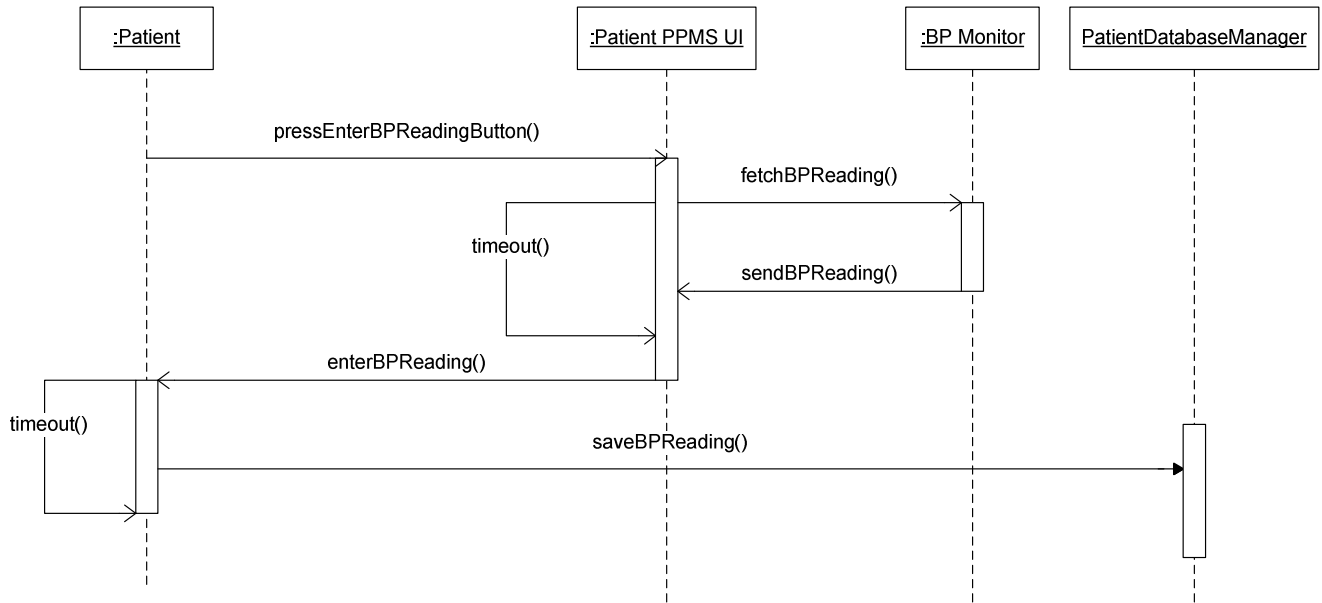 :Patient
:Patient PPMS UI
:BP Monitor
PatientDatabaseManager
pressEnterBPReadingButton()
fetchBPReading()
timeout()
sendBPReading()
enterBPReading()
timeout()
saveBPReading()